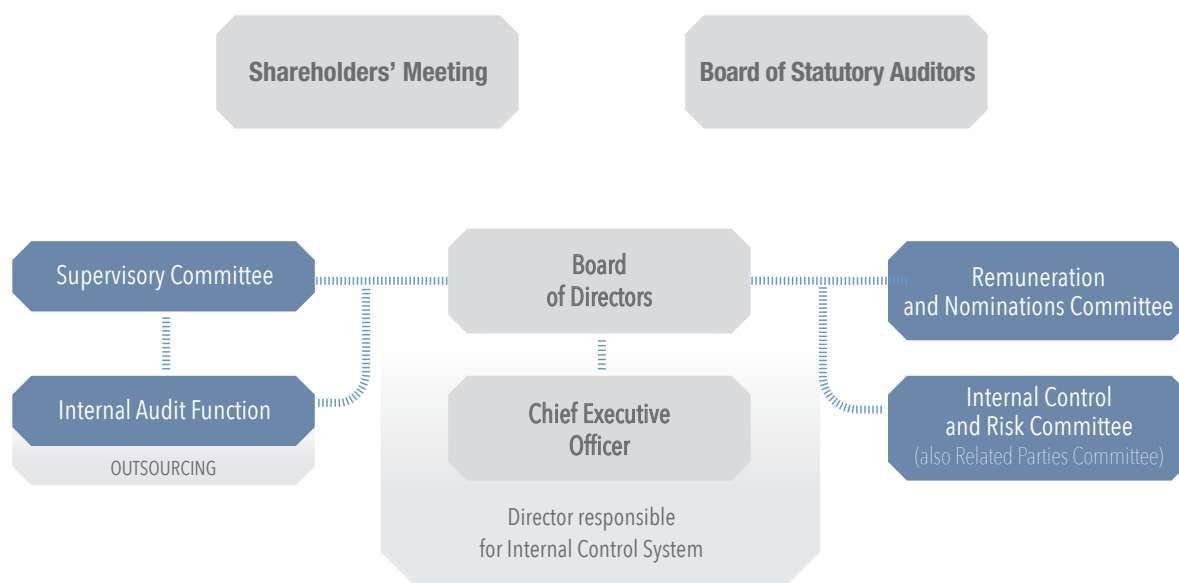 Shareholders’ Meeting
Board of Statutory Auditors
Supervisory Committee
Board
of Directors
Remuneration
and Nominations Committee
Internal Audit Function
OUTSOURCING
Chief Executive
Officer
Internal Control
and Risk Committee
(also Related Parties Committee)
Director responsible
for Internal Control System